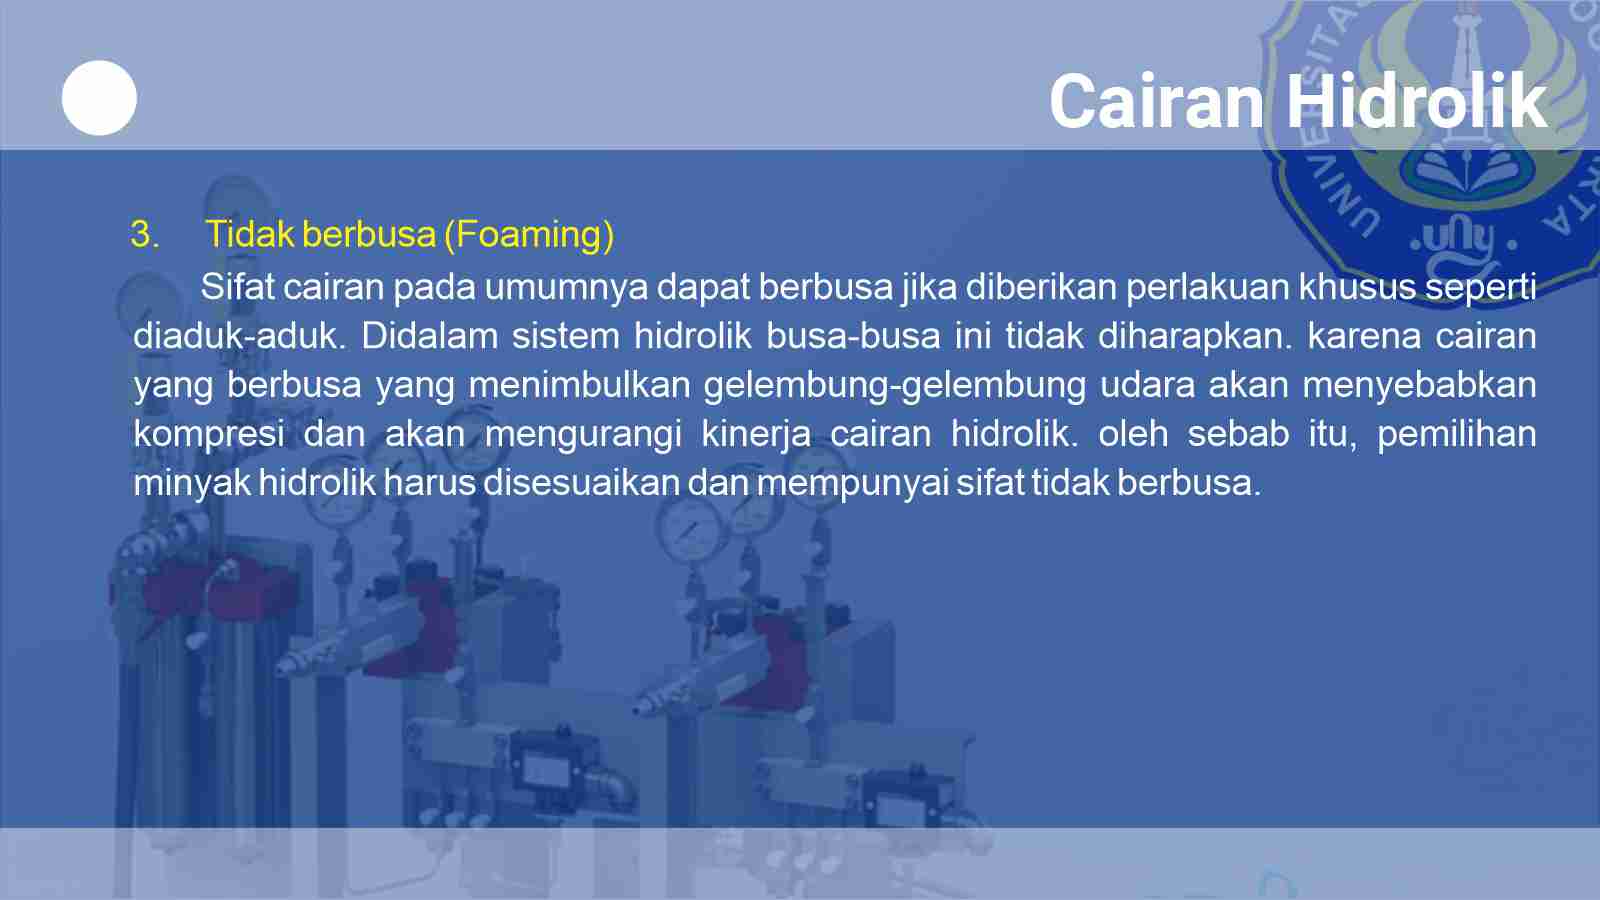 Cairan Hidrolik
3. Tidak berbusa (Foaming)
Sifat cairan pada umumnya dapat berbusa jika diberikan perlakuan khusus seperti
diaduk-aduk. Didalam sistem hidrolik busa-busa ini tidak diharapkan. karena cairan
yang berbusa yang menimbulkan gelembung-gelembung udara akan menyebabkan
kompresi dan akan mengurangi kinerja cairan hidrolik. oleh sebab itu, pemilihan
minyak hidrolik harus disesuaikan dan mempunyai sifat tidak berbusa.
UNIVERSITAS
uny